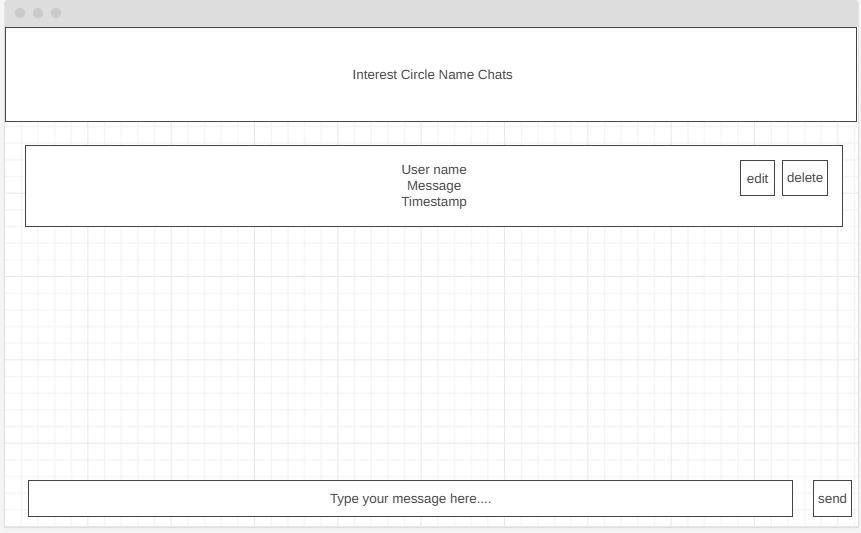 Interest Circle Name Chats
User name
Message
Timestamp
edit
delete
Type your message here....
send